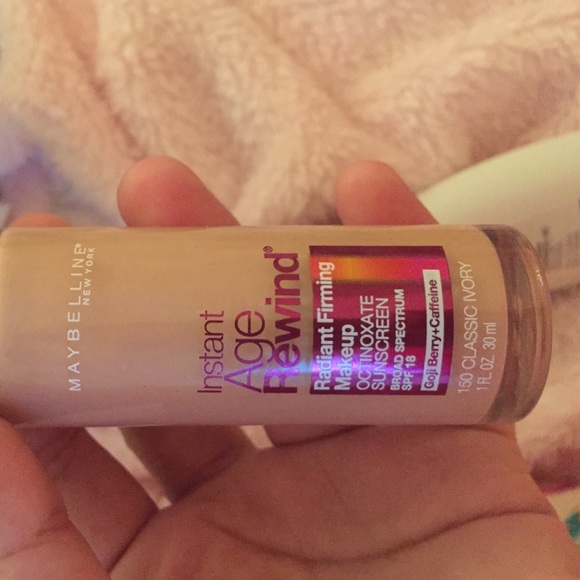 MAYBELLINE®
NEW YORK
Instant
Age
Rewind®
Radiant Firming
Makeup
OCTINOXATE
SUNSCREEN
BROAD SPECTRUM
SPF 18
Goji Berry+Caffeine
150 CLASSIC IVORY
1 FL. OZ. 30 ml